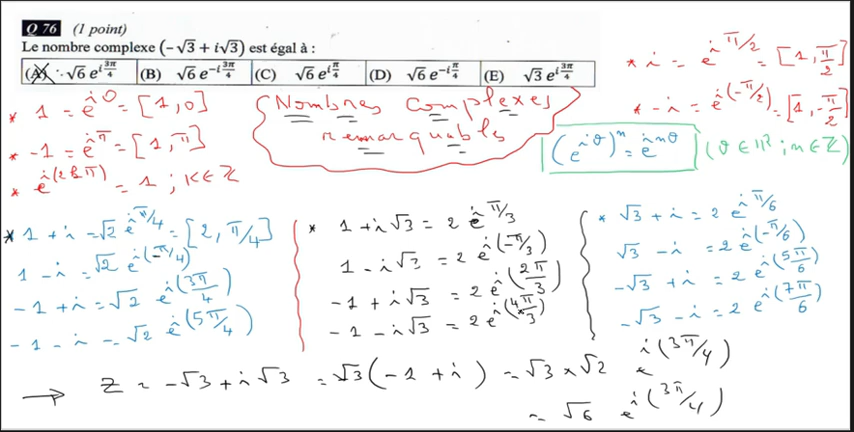 Q 76 (1 point)
Le nombre complexe (−√3 + i√3) est égal à :
(A) √6 e^{i3π/4} (B) √6 e^{−i3π/4} (C) √6 e^{iπ/4} (D) √6 e^{−iπ/4} (E) √3 e^{i3π/4}
* i = e^{iπ/2} = [1, π/2]
* -i = e^{i(-π/2)} = [1, -π/2]
Nombres Complexes
remarquables
* 1 = e^{i0} = [1, 0]
* -1 = e^{iπ} = [1, π]
* e^{i(2kπ)} = 1 ; K∈ℤ
(e^{iθ})^n = e^{inθ} (θ ∈ ℝ ; n ∈ ℤ)
* 1 + i = √2 e^{iπ/4} = [2, π/4]
1 - i = √2 e^{i(-π/4)}
-1 + i = √2 e^{i(3π/4)}
-1 - i = √2 e^{i(5π/4)}
* 1 + i√3 = 2 e^{iπ/3}
1 - i√3 = 2 e^{i(-π/3)}
-1 + i√3 = 2 e^{i(2π/3)}
-1 - i√3 = 2 e^{i(4π/3)}
* √3 + i = 2 e^{iπ/6}
√3 - i = 2 e^{i(-π/6)}
-√3 + i = 2 e^{i(5π/6)}
-√3 - i = 2 e^{i(7π/6)}
→ Z = -√3 + i√3 = √3(-1 + i) = √3 × √2 e^{i(3π/4)}
= √6 e^{i(3π/4)}